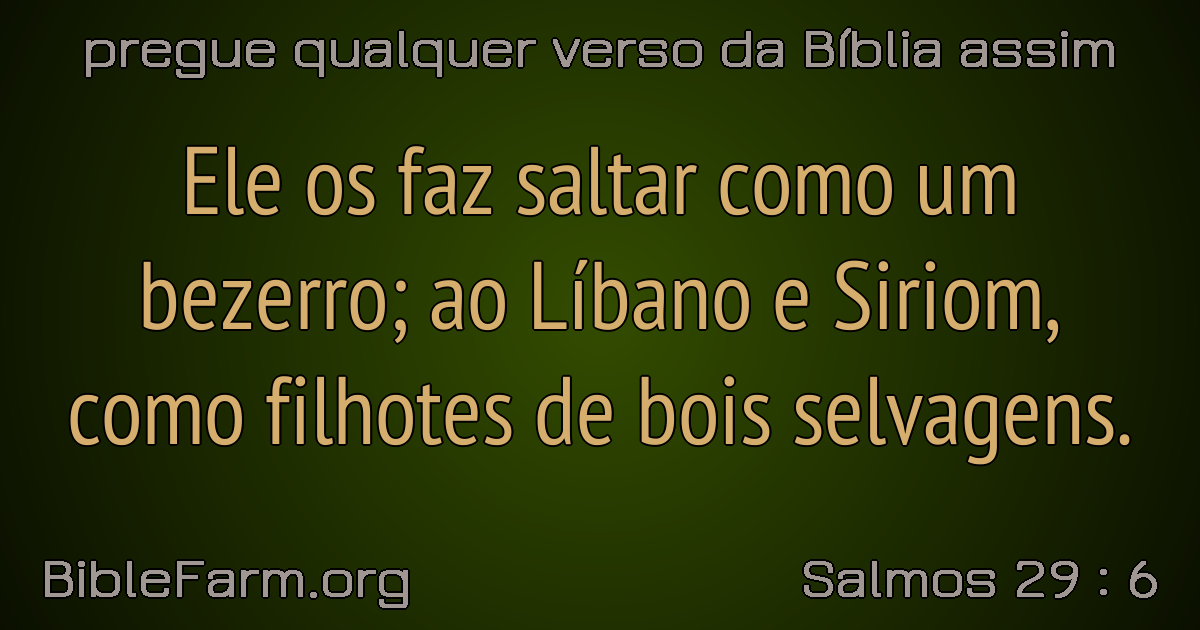 pregue qualquer verso da Bíblia assim
Ele os faz saltar como um
bezerro; ao Líbano e Siriom,
como filhotes de bois selvagens.
BibleFarm.org
Salmos 29 : 6